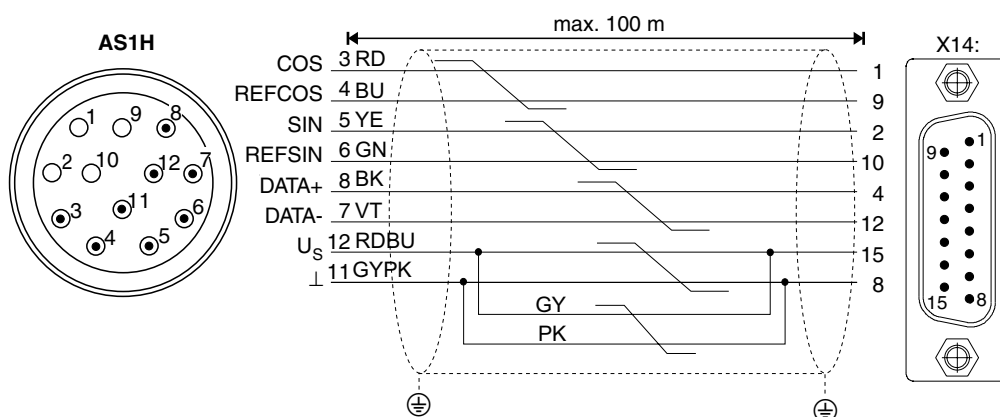 max. 100 m
AS1H
X14:
COS 3 RD 1
REFCOS 4 BU 9
SIN 5 YE 2
REFSIN 6 GN 10
DATA+ 8 BK 4
DATA- 7 VT 12
US 12 RDBU 15
⊥ 11 GYPK 8
GY
PK
1 9 8
2 10 12 7
3 11 6
4 5
1
9
15 8